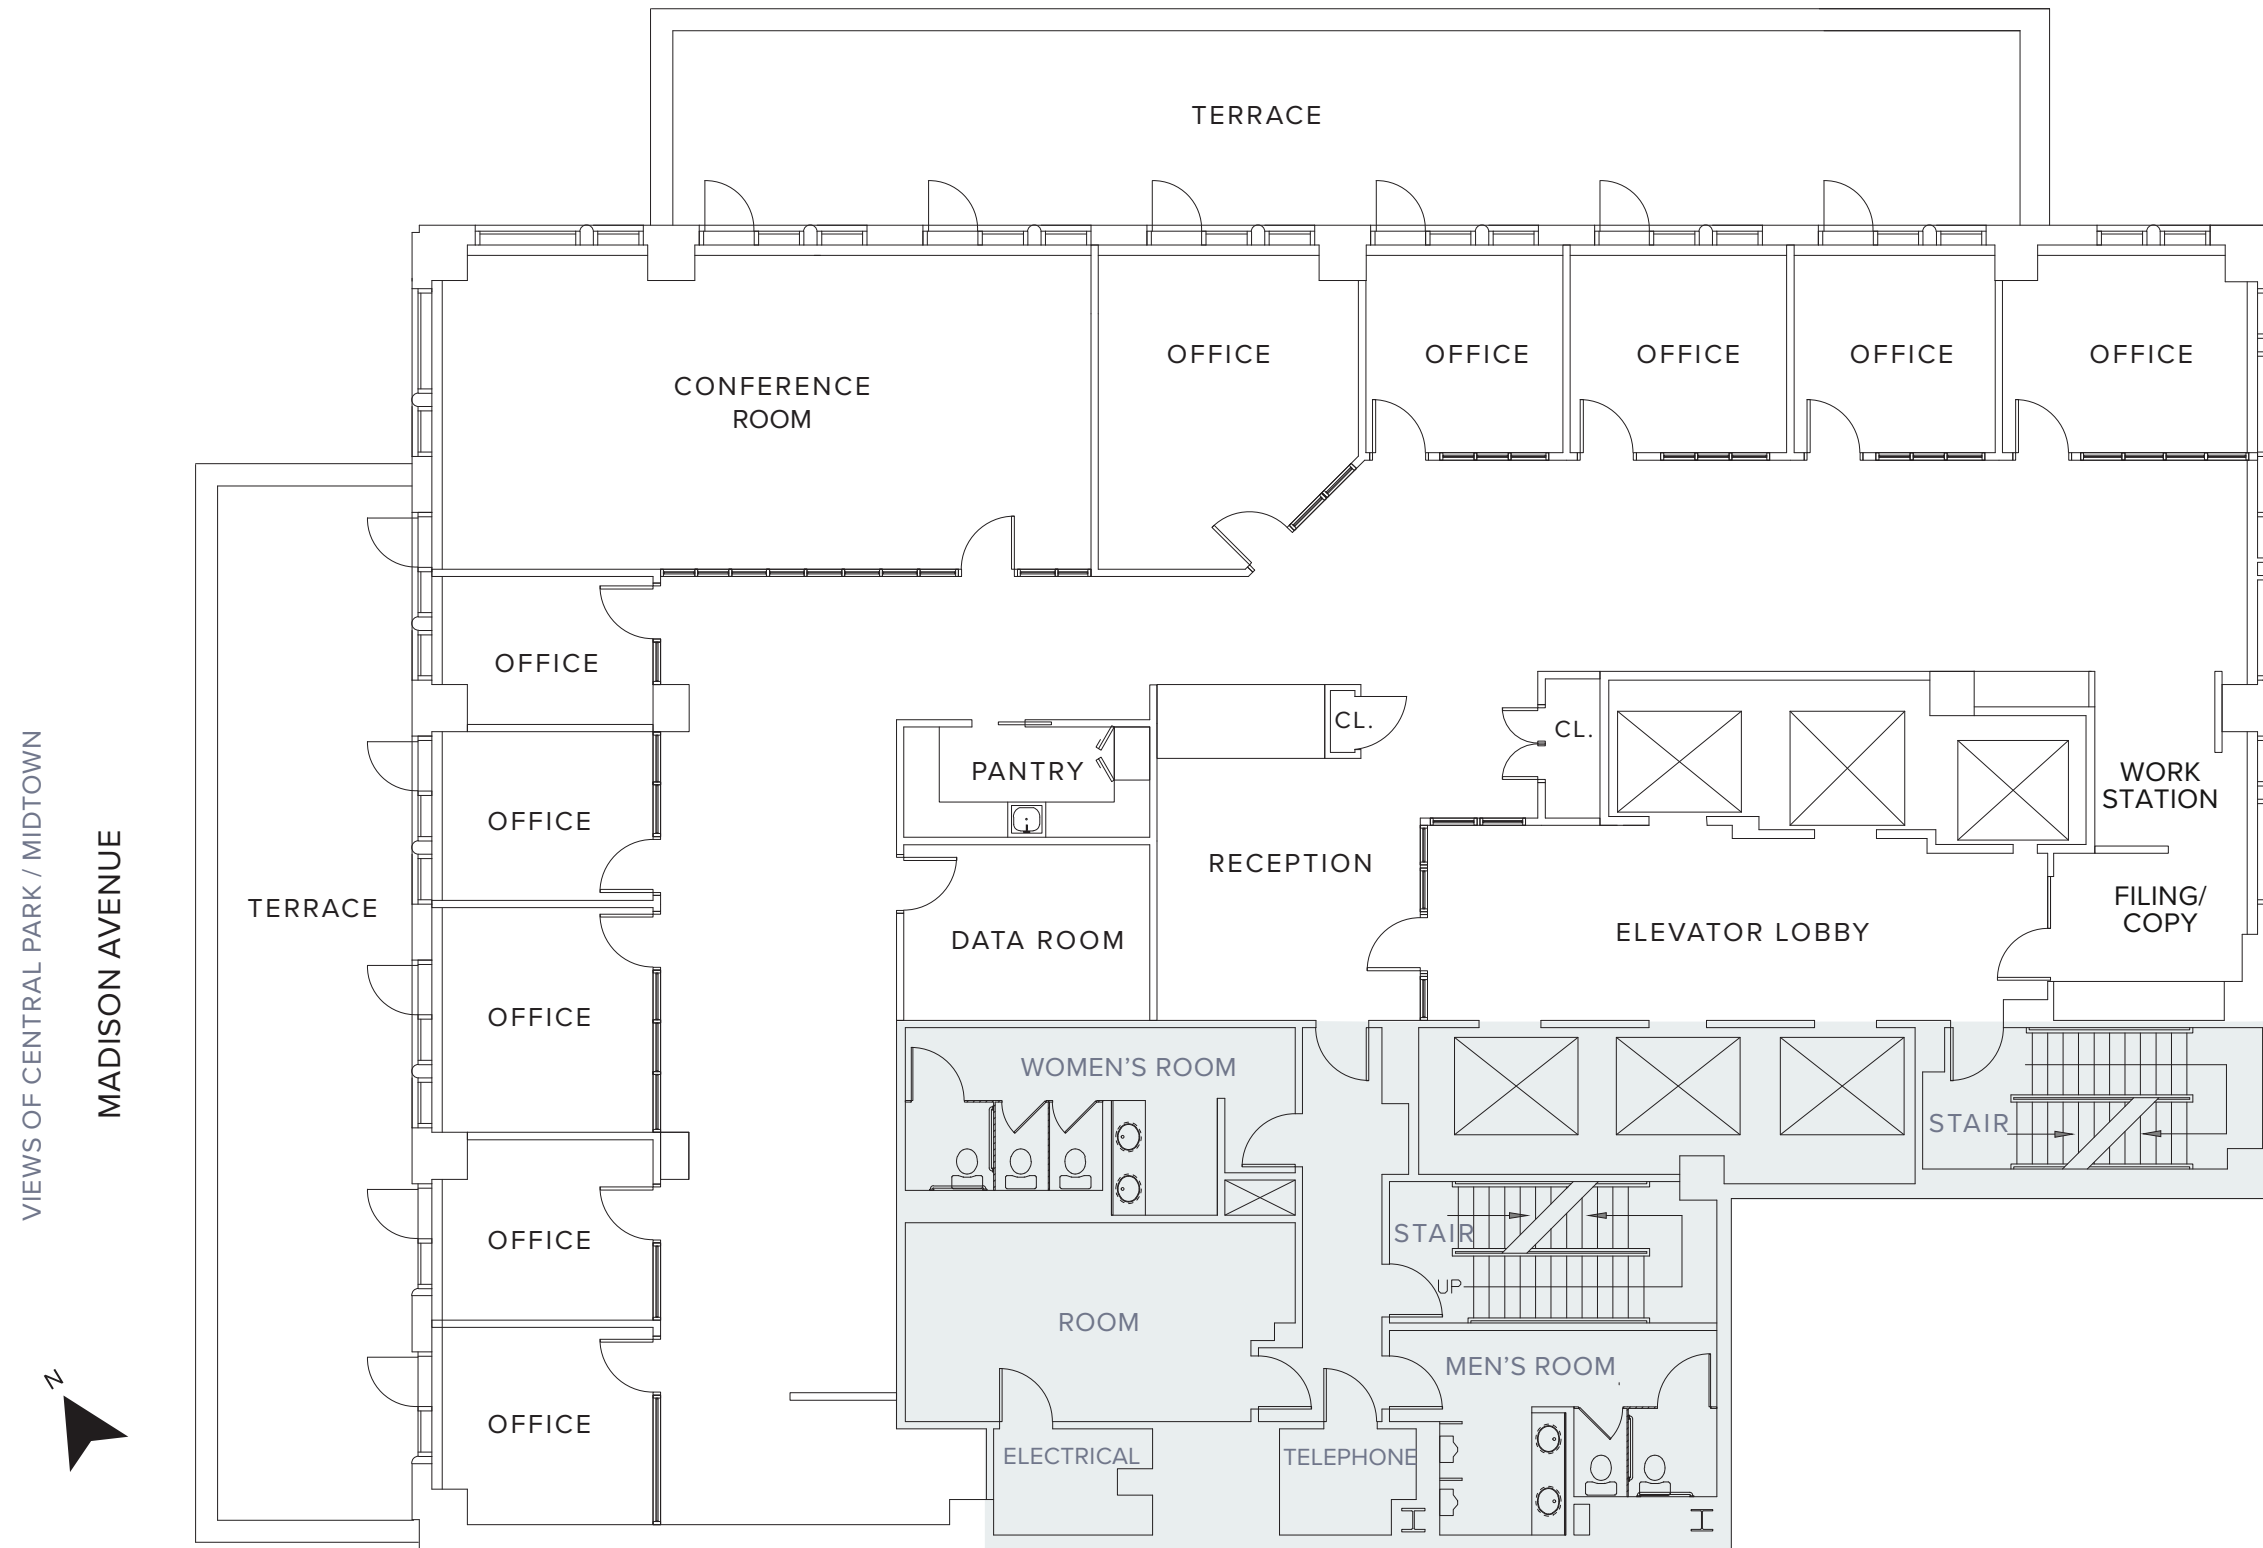 TERRACE
OFFICE
OFFICE
OFFICE
OFFICE
OFFICE
CONFERENCE
ROOM
OFFICE
CL.
CL.
PANTRY
WORK
STATION
OFFICE
RECEPTION
TERRACE
FILING/
COPY
DATA ROOM
ELEVATOR LOBBY
VIEWS OF CENTRAL PARK / MIDTOWN
MADISON AVENUE
OFFICE
WOMEN'S ROOM
STAIR
OFFICE
STAIR
UP
ROOM
MEN'S ROOM
N
OFFICE
ELECTRICAL
TELEPHONE